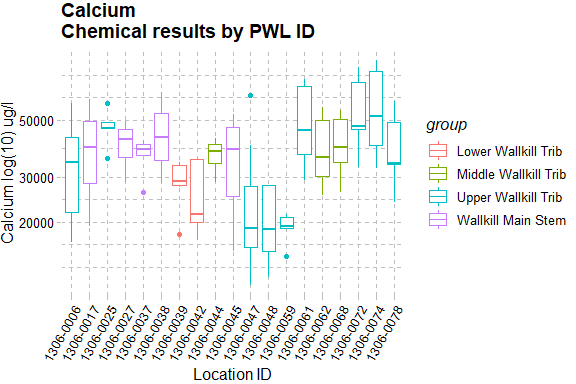 Calcium
Chemical results by PWL ID
Calcium log(10) ug/l
50000
30000
20000
1306-0006
1306-0017
1306-0025
1306-0027
1306-0037
1306-0038
1306-0039
1306-0042
1306-0044
1306-0045
1306-0047
1306-0048
1306-0059
1306-0061
1306-0062
1306-0068
1306-0072
1306-0074
1306-0078
Location ID
group
Lower Wallkill Trib
Middle Wallkill Trib
Upper Wallkill Trib
Wallkill Main Stem